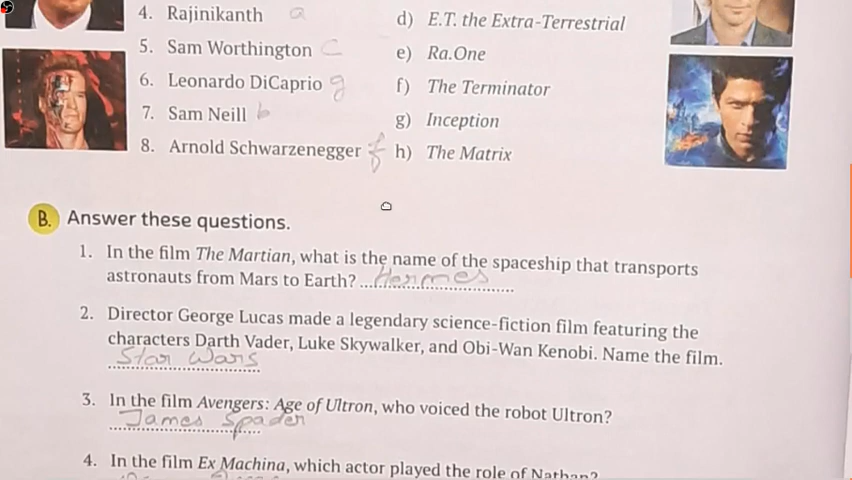 4. Rajinikanth a d) E.T. the Extra-Terrestrial
5. Sam Worthington c e) Ra.One
6. Leonardo DiCaprio g f) The Terminator
7. Sam Neill b g) Inception
8. Arnold Schwarzenegger f h) The Matrix
B. Answer these questions.
1. In the film The Martian, what is the name of the spaceship that transports
astronauts from Mars to Earth? Hermes
2. Director George Lucas made a legendary science-fiction film featuring the
characters Darth Vader, Luke Skywalker, and Obi-Wan Kenobi. Name the film.
Star Wars
3. In the film Avengers: Age of Ultron, who voiced the robot Ultron?
James Spader
4. In the film Ex Machina, which actor played the role of Nathan?